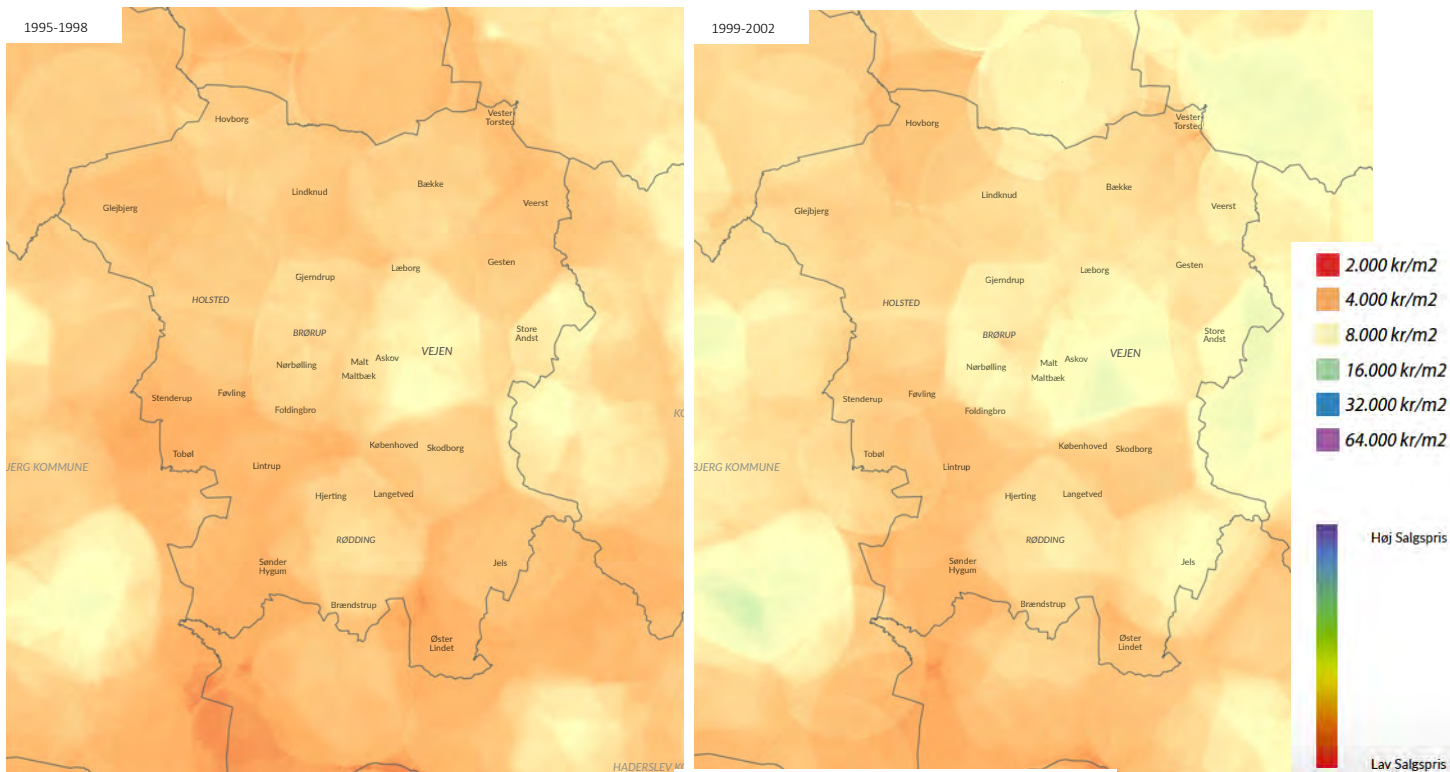 1995-1998
Hovborg
Vester
Torsted
Lindknud
Bække
Glejbjerg
Veerst
Læborg
Gesten
Gjerndrup
HOLSTED
BRØRUP
Store
Andst
VEJEN
Malt
Askov
Nørbølling
Maltbæk
Føvling
Stenderup
Foldingbro
KO
Københoved
Skodborg
Tobøl
Lintrup
JERG KOMMUNE
Hjerting
Langetved
RØDDING
Sønder
Hygum
Jels
Brændstrup
Øster
Lindet
HADERSLEV K
1999-2002
Hovborg
Vester
Torsted
Lindknud
Bække
Glejbjerg
Veerst
Læborg
Gesten
Gjerndrup
HOLSTED
BRØRUP
Store
Andst
VEJEN
Malt
Askov
Nørbølling
Maltbæk
Føvling
Stenderup
Foldingbro
Københoved
Skodborg
Tobøl
Lintrup
BJERG KOMMUNE
Hjerting
Langetved
RØDDING
Sønder
Hygum
Jels
Brændstrup
Øster
Lindet
2.000 kr/m2
4.000 kr/m2
8.000 kr/m2
16.000 kr/m2
32.000 kr/m2
64.000 kr/m2
Høj Salgspris
Lav Salgspris